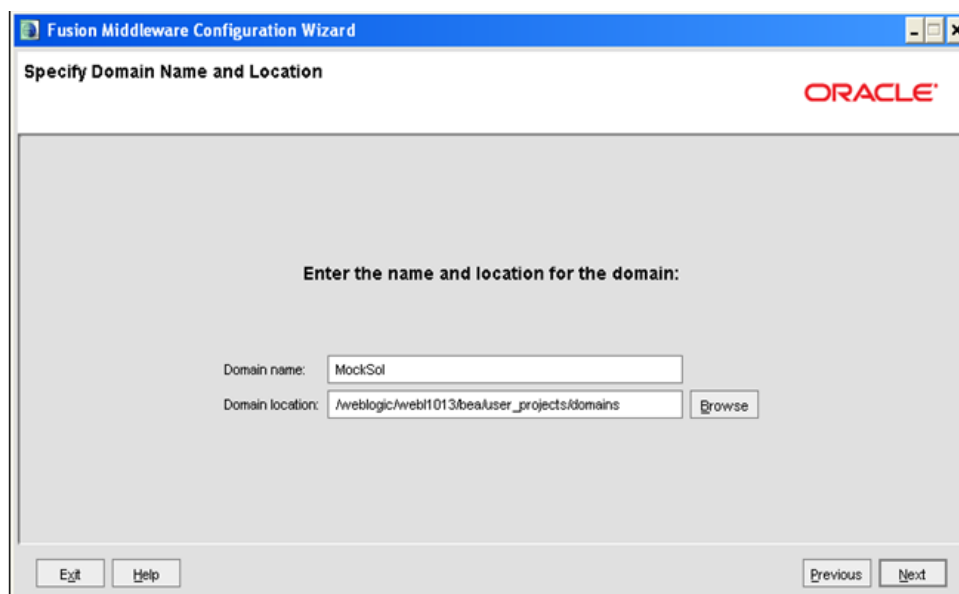 Fusion Middleware Configuration Wizard
Specify Domain Name and Location
ORACLE
Enter the name and location for the domain:
Domain name: MockSol
Domain location: /weblogic/webl1013/bea/user_projects/domains Browse
Exit Help Previous Next